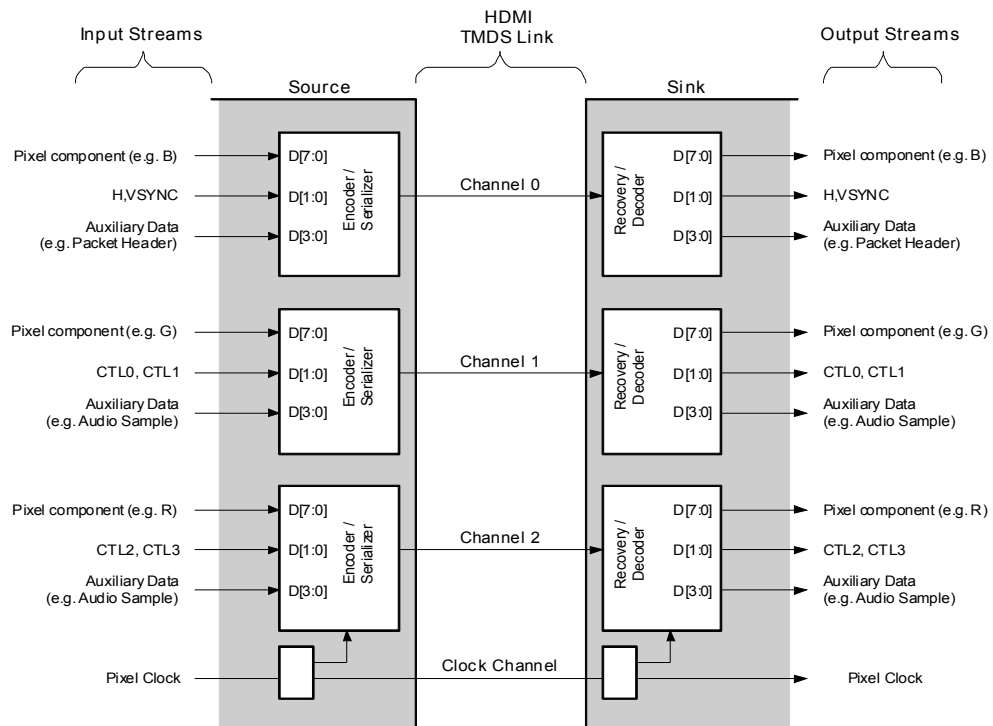 Input Streams
HDMI
TMDS Link
Output Streams
Source
Sink
Pixel component (e.g. B)
H,VSYNC
Auxiliary Data
(e.g. Packet Header)
D[7:0]
D[1:0]
D[3:0]
Encoder /
Serializer
Channel 0
Recovery /
Decoder
D[7:0]
D[1:0]
D[3:0]
Pixel component (e.g. B)
H,VSYNC
Auxiliary Data
(e.g. Packet Header)
Pixel component (e.g. G)
CTL0, CTL1
Auxiliary Data
(e.g. Audio Sample)
D[7:0]
D[1:0]
D[3:0]
Encoder /
Serializer
Channel 1
Recovery /
Decoder
D[7:0]
D[1:0]
D[3:0]
Pixel component (e.g. G)
CTL0, CTL1
Auxiliary Data
(e.g. Audio Sample)
Pixel component (e.g. R)
CTL2, CTL3
Auxiliary Data
(e.g. Audio Sample)
D[7:0]
D[1:0]
D[3:0]
Encoder /
Serializer
Channel 2
Recovery /
Decoder
D[7:0]
D[1:0]
D[3:0]
Pixel component (e.g. R)
CTL2, CTL3
Auxiliary Data
(e.g. Audio Sample)
Pixel Clock
Clock Channel
Pixel Clock